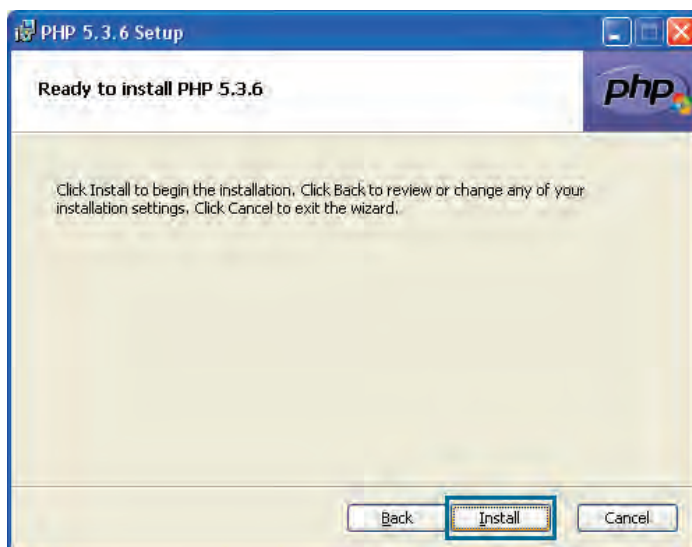 PHP 5.3.6 Setup
Ready to install PHP 5.3.6
php
Click Install to begin the installation. Click Back to review or change any of your
installation settings. Click Cancel to exit the wizard.
Back Install Cancel